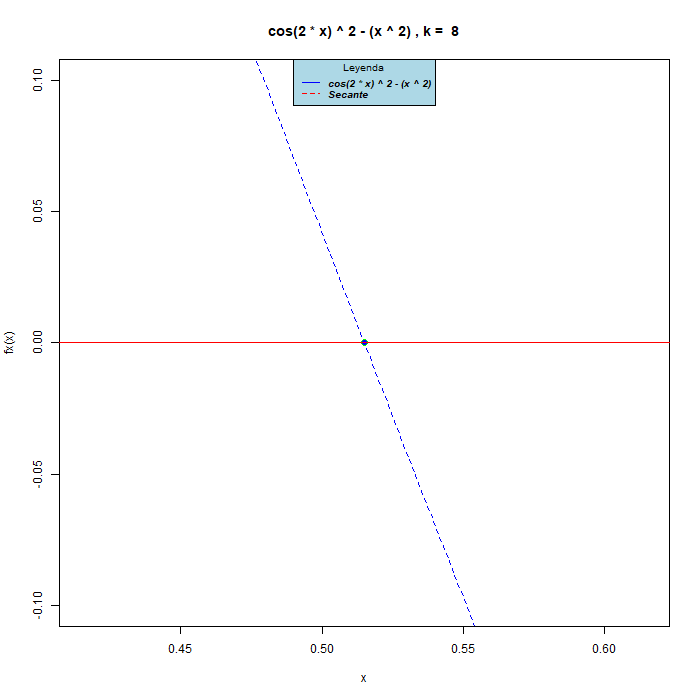 cos(2 * x) ^ 2 - (x ^ 2) , k =  8
Leyenda
cos(2 * x) ^ 2 - (x ^ 2)
Secante
0.10
0.05
0.00
-0.05
-0.10
fx(x)
0.45 0.50 0.55 0.60
x